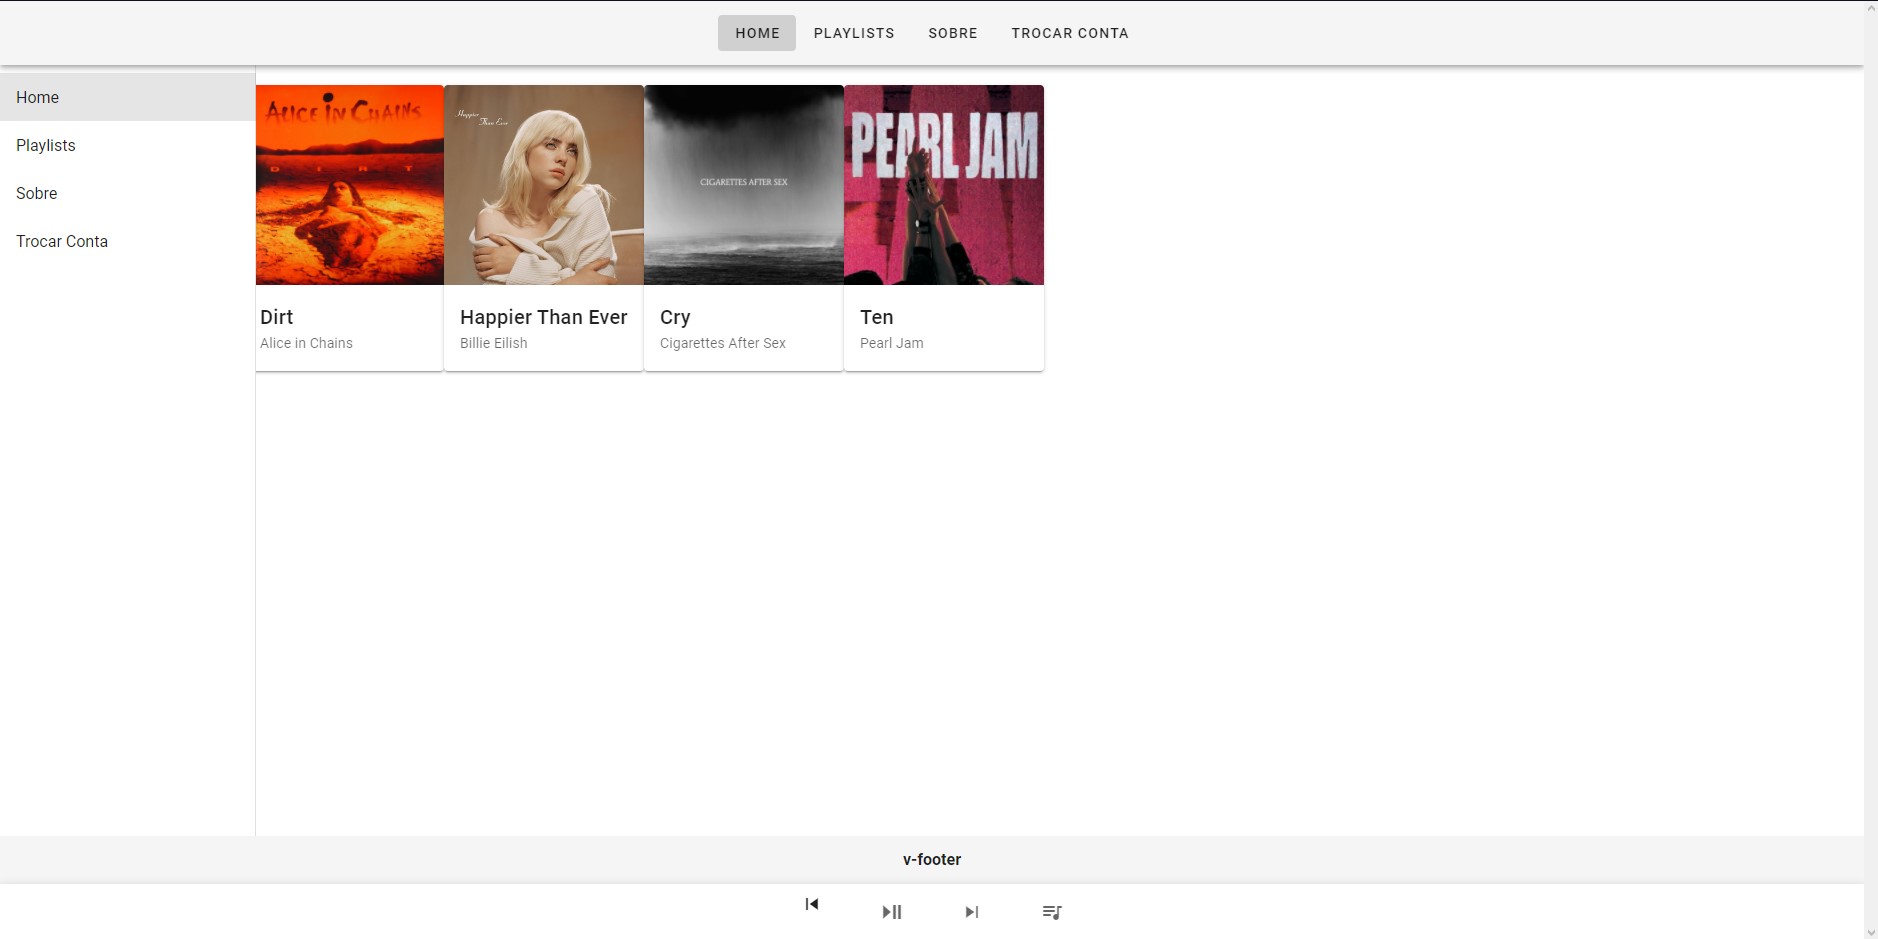 HOME PLAYLISTS SOBRE TROCAR CONTA
Home
Playlists
Sobre
Trocar Conta
ALICE IN CHAINS
DIRT
Happier
Than Ever
CIGARETTES AFTER SEX
PEARL JAM
Dirt
Alice in Chains
Happier Than Ever
Billie Eilish
Cry
Cigarettes After Sex
Ten
Pearl Jam
v-footer